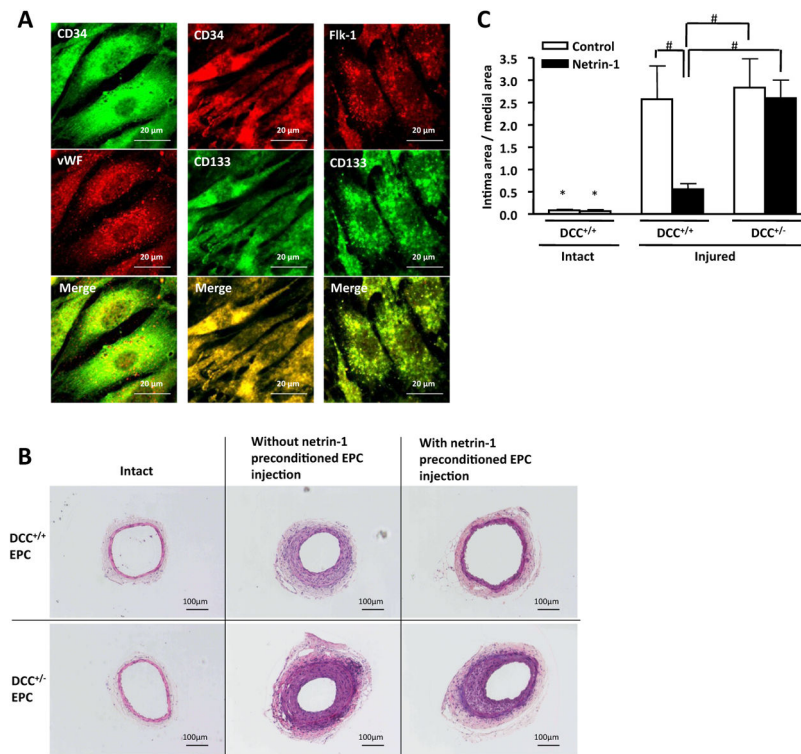 A
CD34
20 µm
CD34
20 µm
Flk-1
20 µm
vWF
20 µm
CD133
20 µm
CD133
20 µm
Merge
20 µm
Merge
20 µm
Merge
20 µm
C
Intima area / medial area
3.5
3.0
2.5
2.0
1.5
1.0
0.5
0.0
Control
Netrin-1
#
#
#
*
*
DCC+/+
DCC+/+
DCC+/-
Intact
Injured
B
Intact
Without netrin-1
preconditioned EPC
injection
With netrin-1
preconditioned EPC
injection
DCC+/+
EPC
100µm
100µm
100µm
DCC+/-
EPC
100µm
100µm
100µm